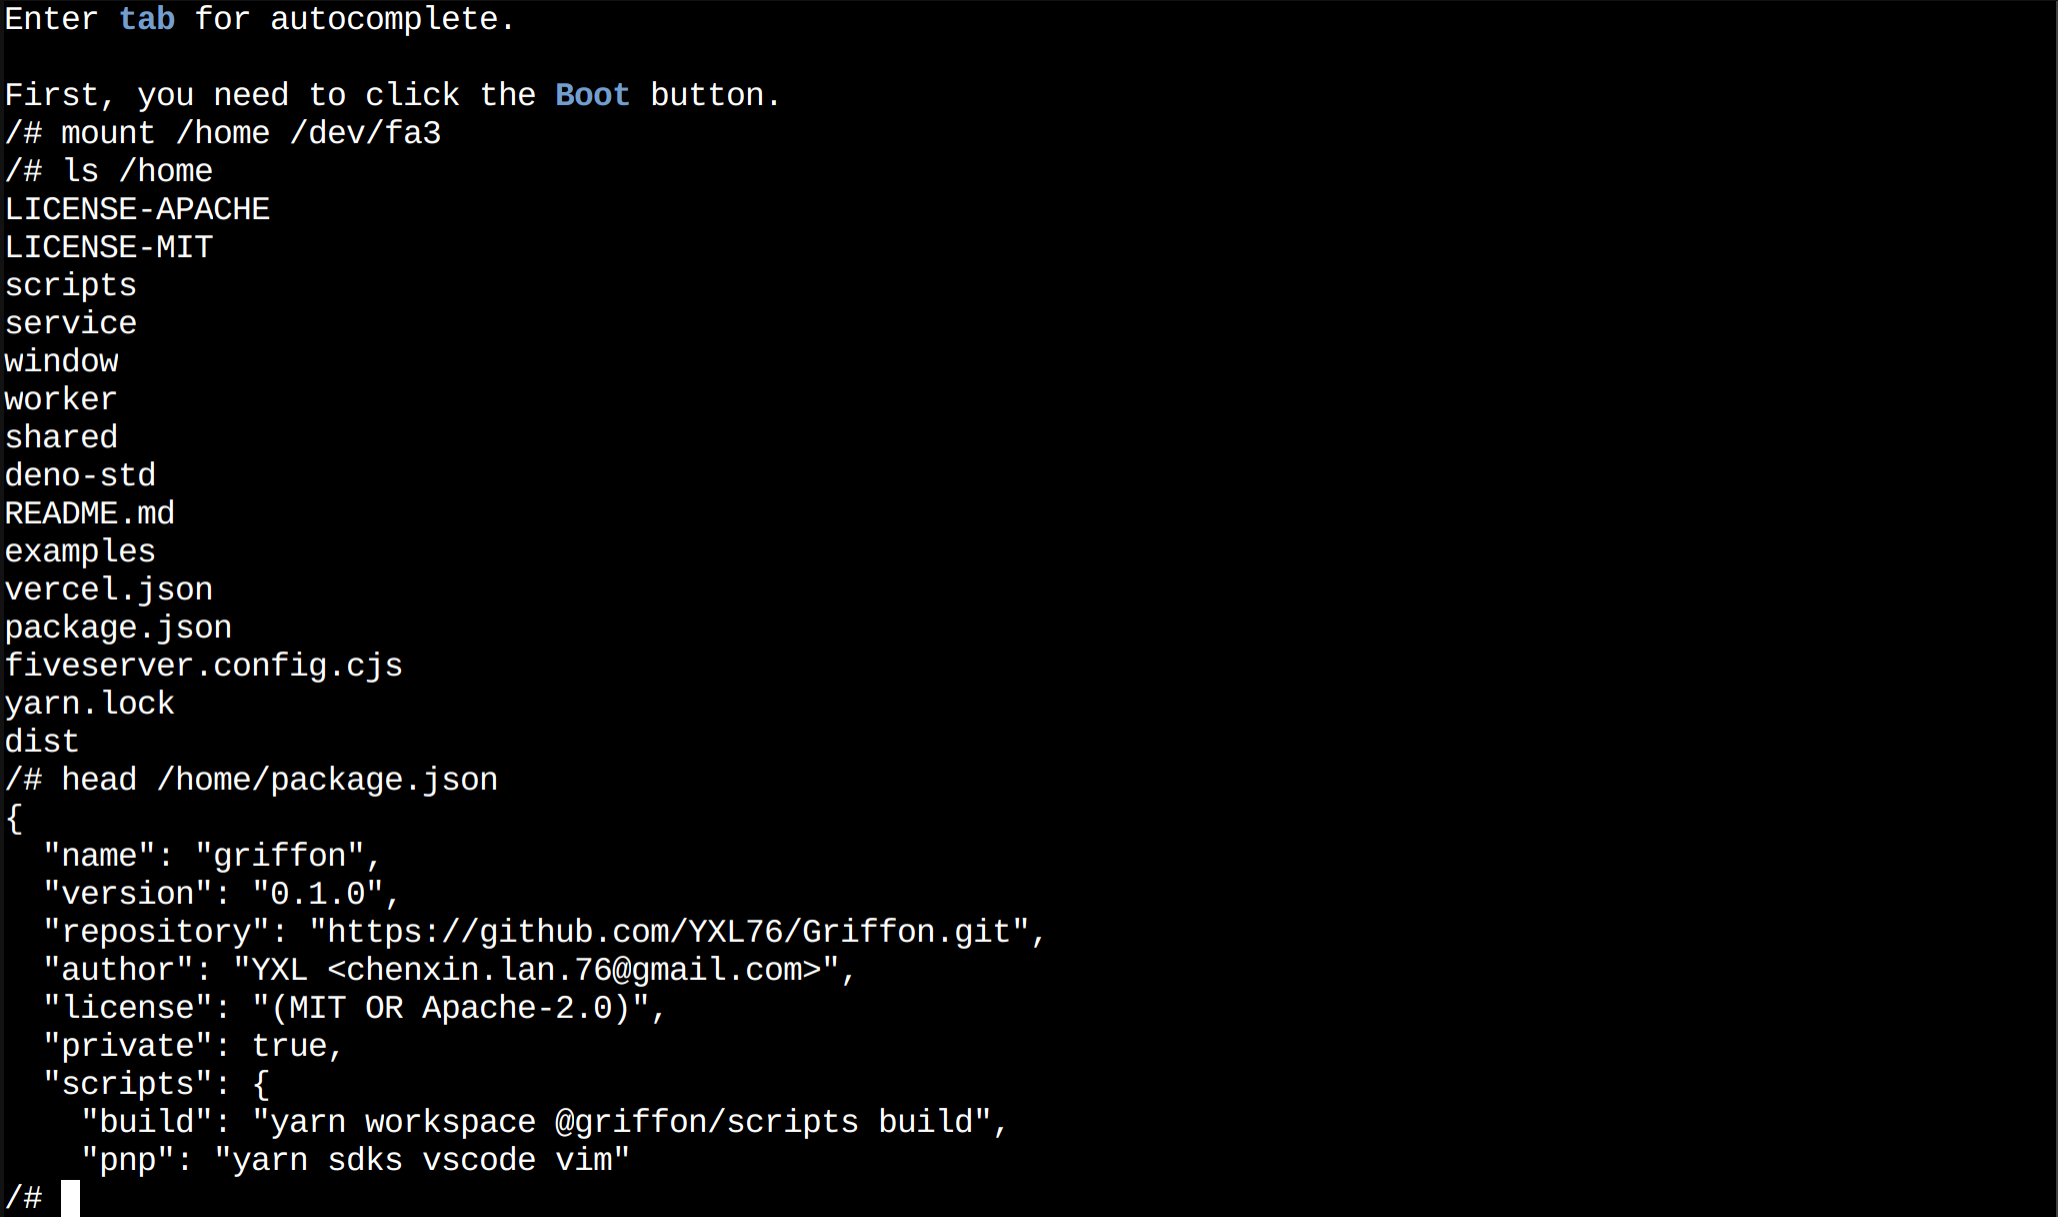 Enter tab for autocomplete.

First, you need to click the Boot button.
/# mount /home /dev/fa3
/# ls /home
LICENSE-APACHE
LICENSE-MIT
scripts
service
window
worker
shared
deno-std
README.md
examples
vercel.json
package.json
fiveserver.config.cjs
yarn.lock
dist
/# head /home/package.json
{
  "name": "griffon",
  "version": "0.1.0",
  "repository": "https://github.com/YXL76/Griffon.git",
  "author": "YXL <chenxin.lan.76@gmail.com>",
  "license": "(MIT OR Apache-2.0)",
  "private": true,
  "scripts": {
    "build": "yarn workspace @griffon/scripts build",
    "pnp": "yarn sdks vscode vim"
/#